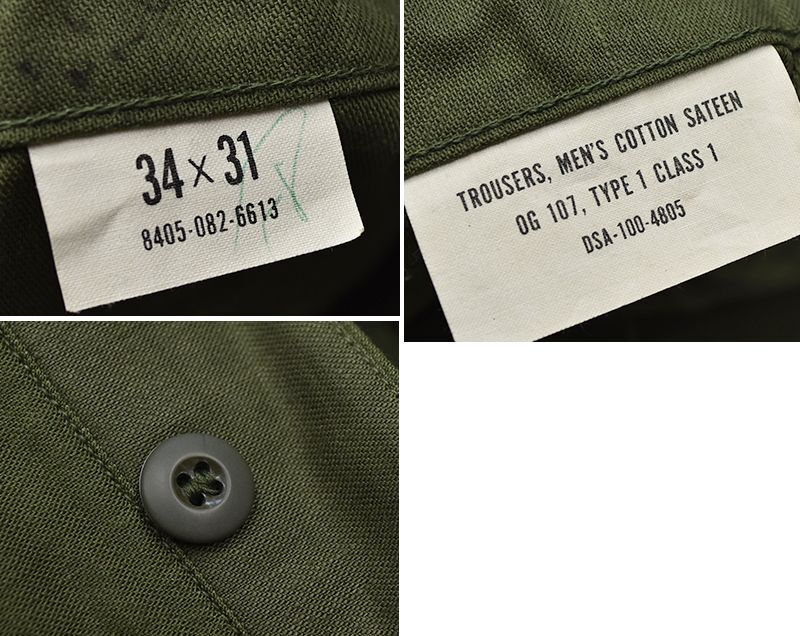 34 x 31
8405-082-6613
TROUSERS, MEN'S COTTON SATEEN
OG 107, TYPE 1 CLASS 1
DSA-100-4805